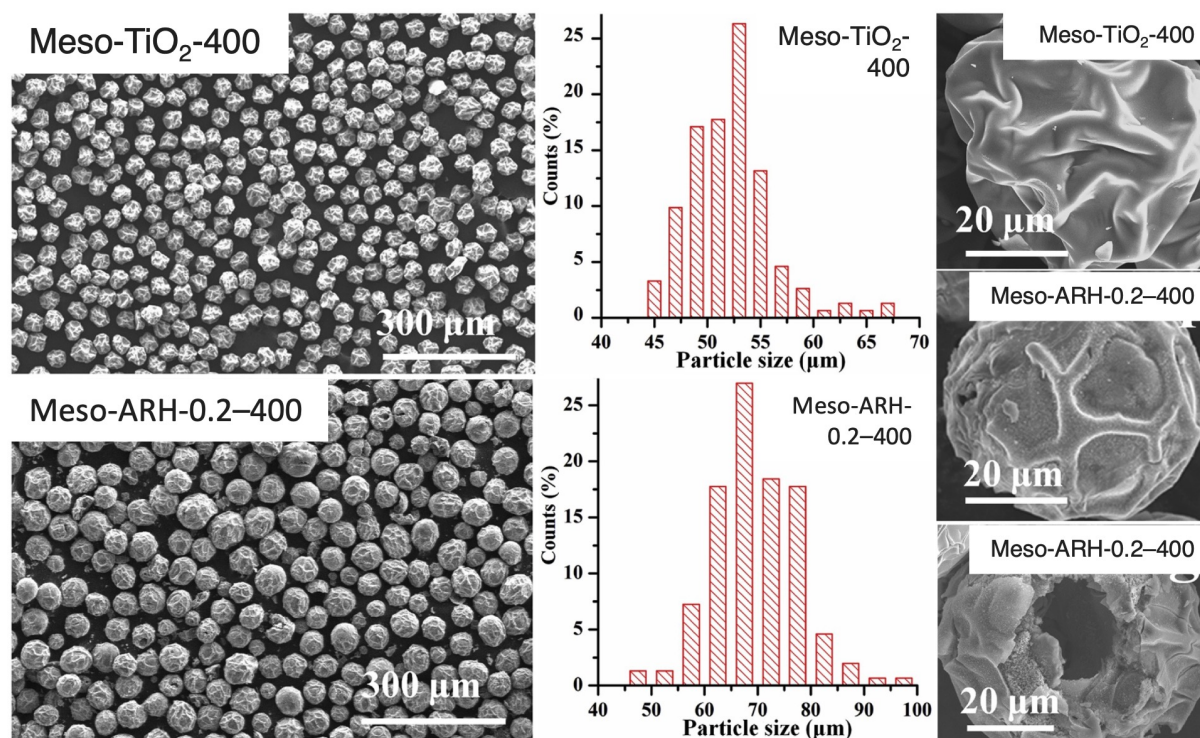 Meso-TiO2-400
300 µm
Meso-TiO2-
400
Counts (%)
25
20
15
10
5
0
40 45 50 55 60 65 70
Particle size (µm)
Meso-TiO2-400
20 µm
Meso-ARH-0.2–400
20 µm
Meso-ARH-0.2–400
300 µm
Meso-ARH-
0.2–400
Counts (%)
25
20
15
10
5
0
40 50 60 70 80 90 100
Particle size (µm)
Meso-ARH-0.2–400
20 µm